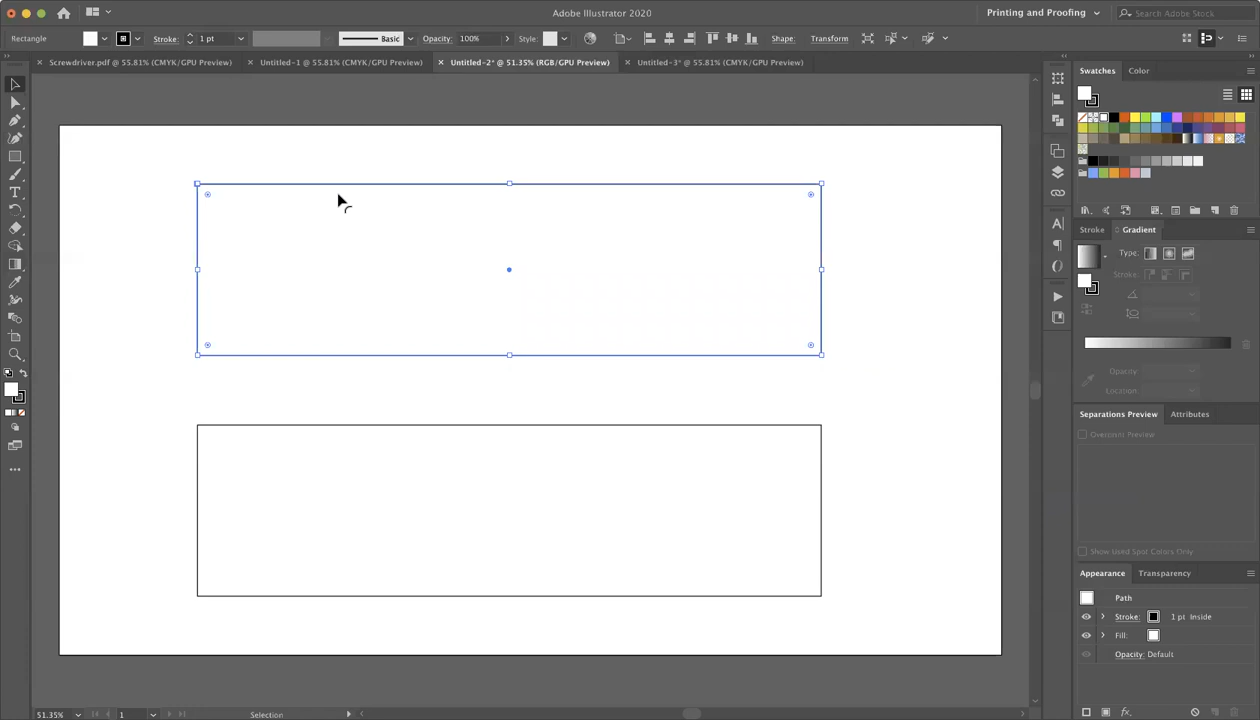 Adobe Illustrator 2020
Printing and Proofing
Search Adobe Stock
Rectangle
Stroke:
1 pt
Basic
Opacity:
100%
Style:
Shape:
Transform
Screwdriver.pdf @ 55.81% (CMYK/GPU Preview)
Untitled-1 @ 55.81% (CMYK/GPU Preview)
Untitled-2* @ 51.35% (RGB/GPU Preview)
Untitled-3* @ 55.81% (CMYK/GPU Preview)
Swatches
Color
Stroke
Gradient
Type:
Stroke:
Opacity
Location:
Separations Preview
Attributes
Overprint Preview
Show Used Spot Colors Only
Appearance
Transparency
Path
Stroke:
1 pt Inside
Fill:
Opacity: Default
51.35%
1
Selection